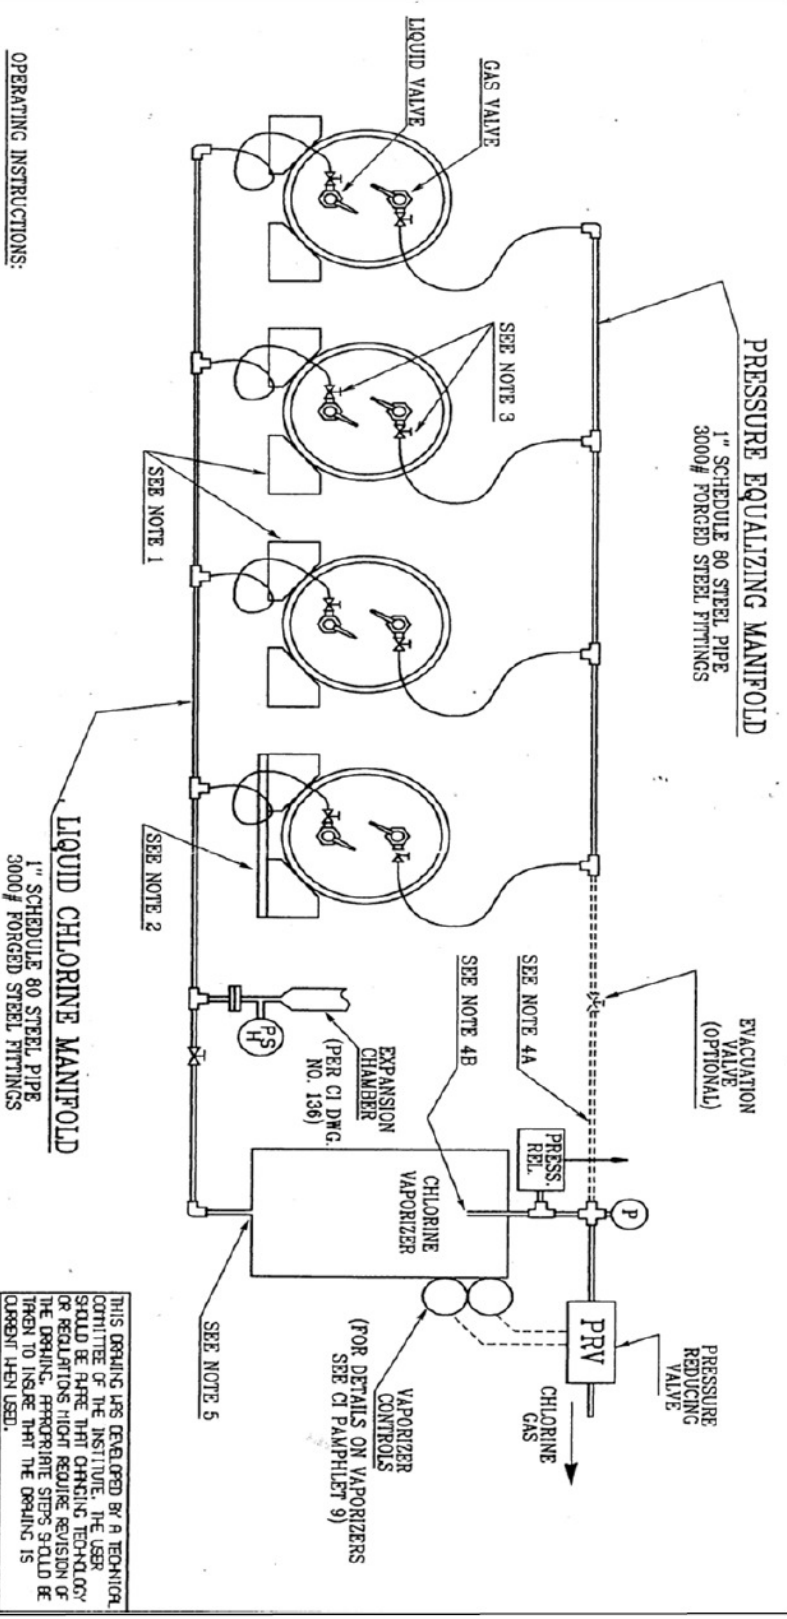 PRESSURE EQUALIZING MANIFOLD
1" SCHEDULE 80 STEEL PIPE
3000# FORGED STEEL FITTINGS
EVACUATION
VALVE
(OPTIONAL)
PRESSURE
REDUCING
VALVE
GAS VALVE
LIQUID VALVE
SEE NOTE 3
SEE NOTE 4A
SEE NOTE 4B
PRESS.
REL.
P
PRV
CHLORINE
GAS
CHLORINE
VAPORIZER
EXPANSION
CHAMBER
(PER CI DWG.
NO. 136)
PS
H
VAPORIZER
CONTROLS
(FOR DETAILS ON VAPORIZERS
SEE CI PAMPHLET 9)
SEE NOTE 1
SEE NOTE 2
SEE NOTE 5
LIQUID CHLORINE MANIFOLD
1" SCHEDULE 80 STEEL PIPE
3000# FORGED STEEL FITTINGS
OPERATING INSTRUCTIONS:
THIS DRAWING WAS DEVELOPED BY A TECHNICAL
COMMITTEE OF THE INSTITUTE. THE USER
SHOULD BE AWARE THAT CHANGING TECHNOLOGY
OR REGULATIONS MIGHT REQUIRE REVISION OF
THE DRAWING. APPROPRIATE STEPS SHOULD BE
TAKEN TO INSURE THAT THE DRAWING IS
CURRENT WHEN USED.